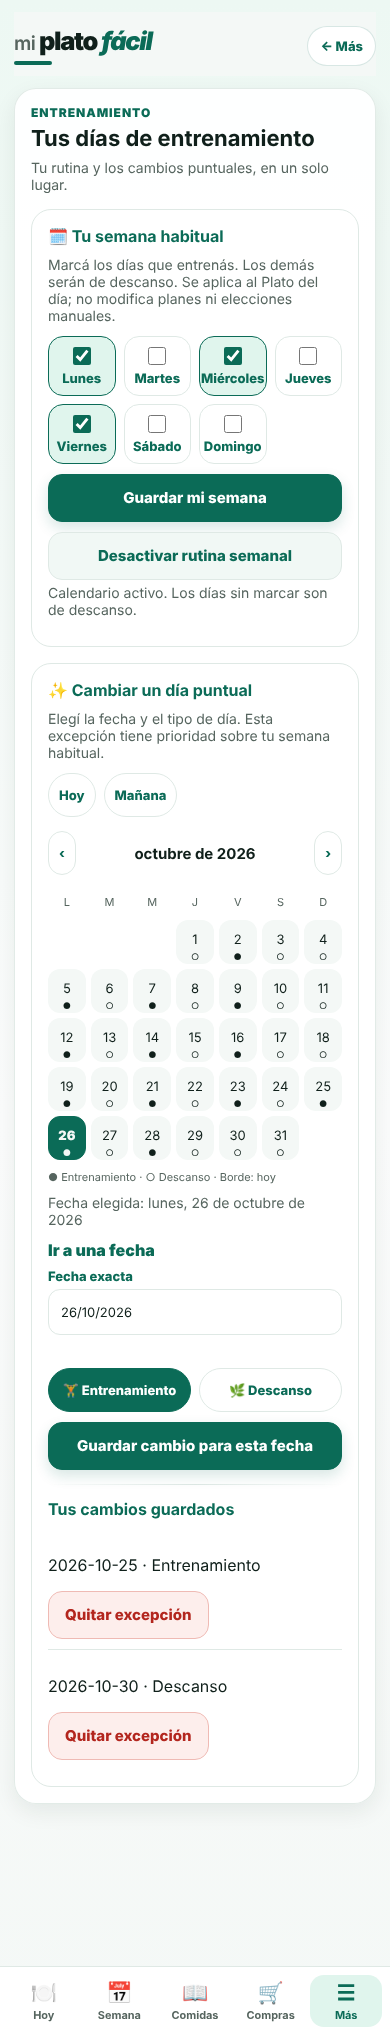 mi plato fácil
← Más
ENTRENAMIENTO
Tus días de entrenamiento
Tu rutina y los cambios puntuales, en un solo
lugar.
🗓️ Tu semana habitual
Marcá los días que entrenás. Los demás
serán de descanso. Se aplica al Plato del
día; no modifica planes ni elecciones
manuales.
Lunes Martes Miércoles Jueves
Viernes Sábado Domingo
Guardar mi semana
Desactivar rutina semanal
Calendario activo. Los días sin marcar son
de descanso.
✨ Cambiar un día puntual
Elegí la fecha y el tipo de día. Esta
excepción tiene prioridad sobre tu semana
habitual.
Hoy Mañana
‹ octubre de 2026 ›
L M M J V S D
1 2 3 4
5 6 7 8 9 10 11
12 13 14 15 16 17 18
19 20 21 22 23 24 25
26 27 28 29 30 31
● Entrenamiento · ○ Descanso · Borde: hoy
Fecha elegida: lunes, 26 de octubre de
2026
Ir a una fecha
Fecha exacta
26/10/2026
🏋️ Entrenamiento 🌿 Descanso
Guardar cambio para esta fecha
Tus cambios guardados
2026-10-25 · Entrenamiento
Quitar excepción
2026-10-30 · Descanso
Quitar excepción
Hoy Semana Comidas Compras Más